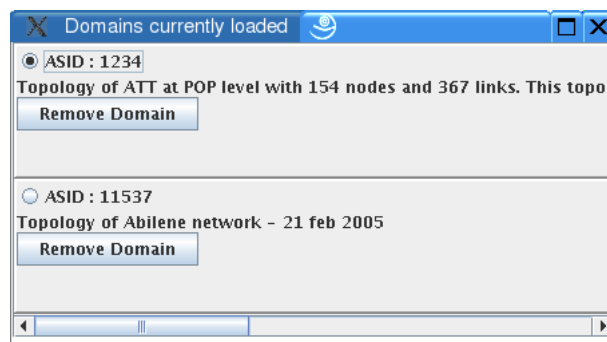 Domains currently loaded
ASID : 1234
Topology of ATT at POP level with 154 nodes and 367 links. This topo
Remove Domain
ASID : 11537
Topology of Abilene network - 21 feb 2005
Remove Domain